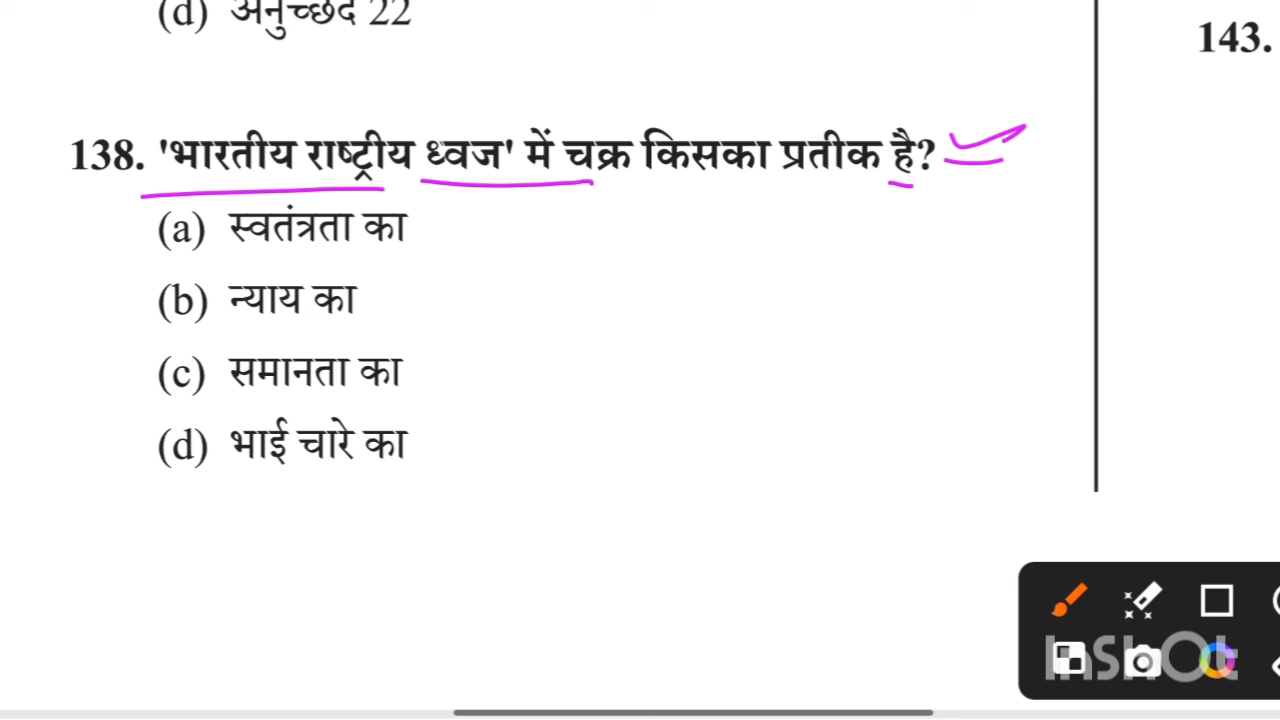 (d) अनुच्छेद 22
143.
138. 'भारतीय राष्ट्रीय ध्वज' में चक्र किसका प्रतीक है?
(a) स्वतंत्रता का
(b) न्याय का
(c) समानता का
(d) भाई चारे का
InShOt